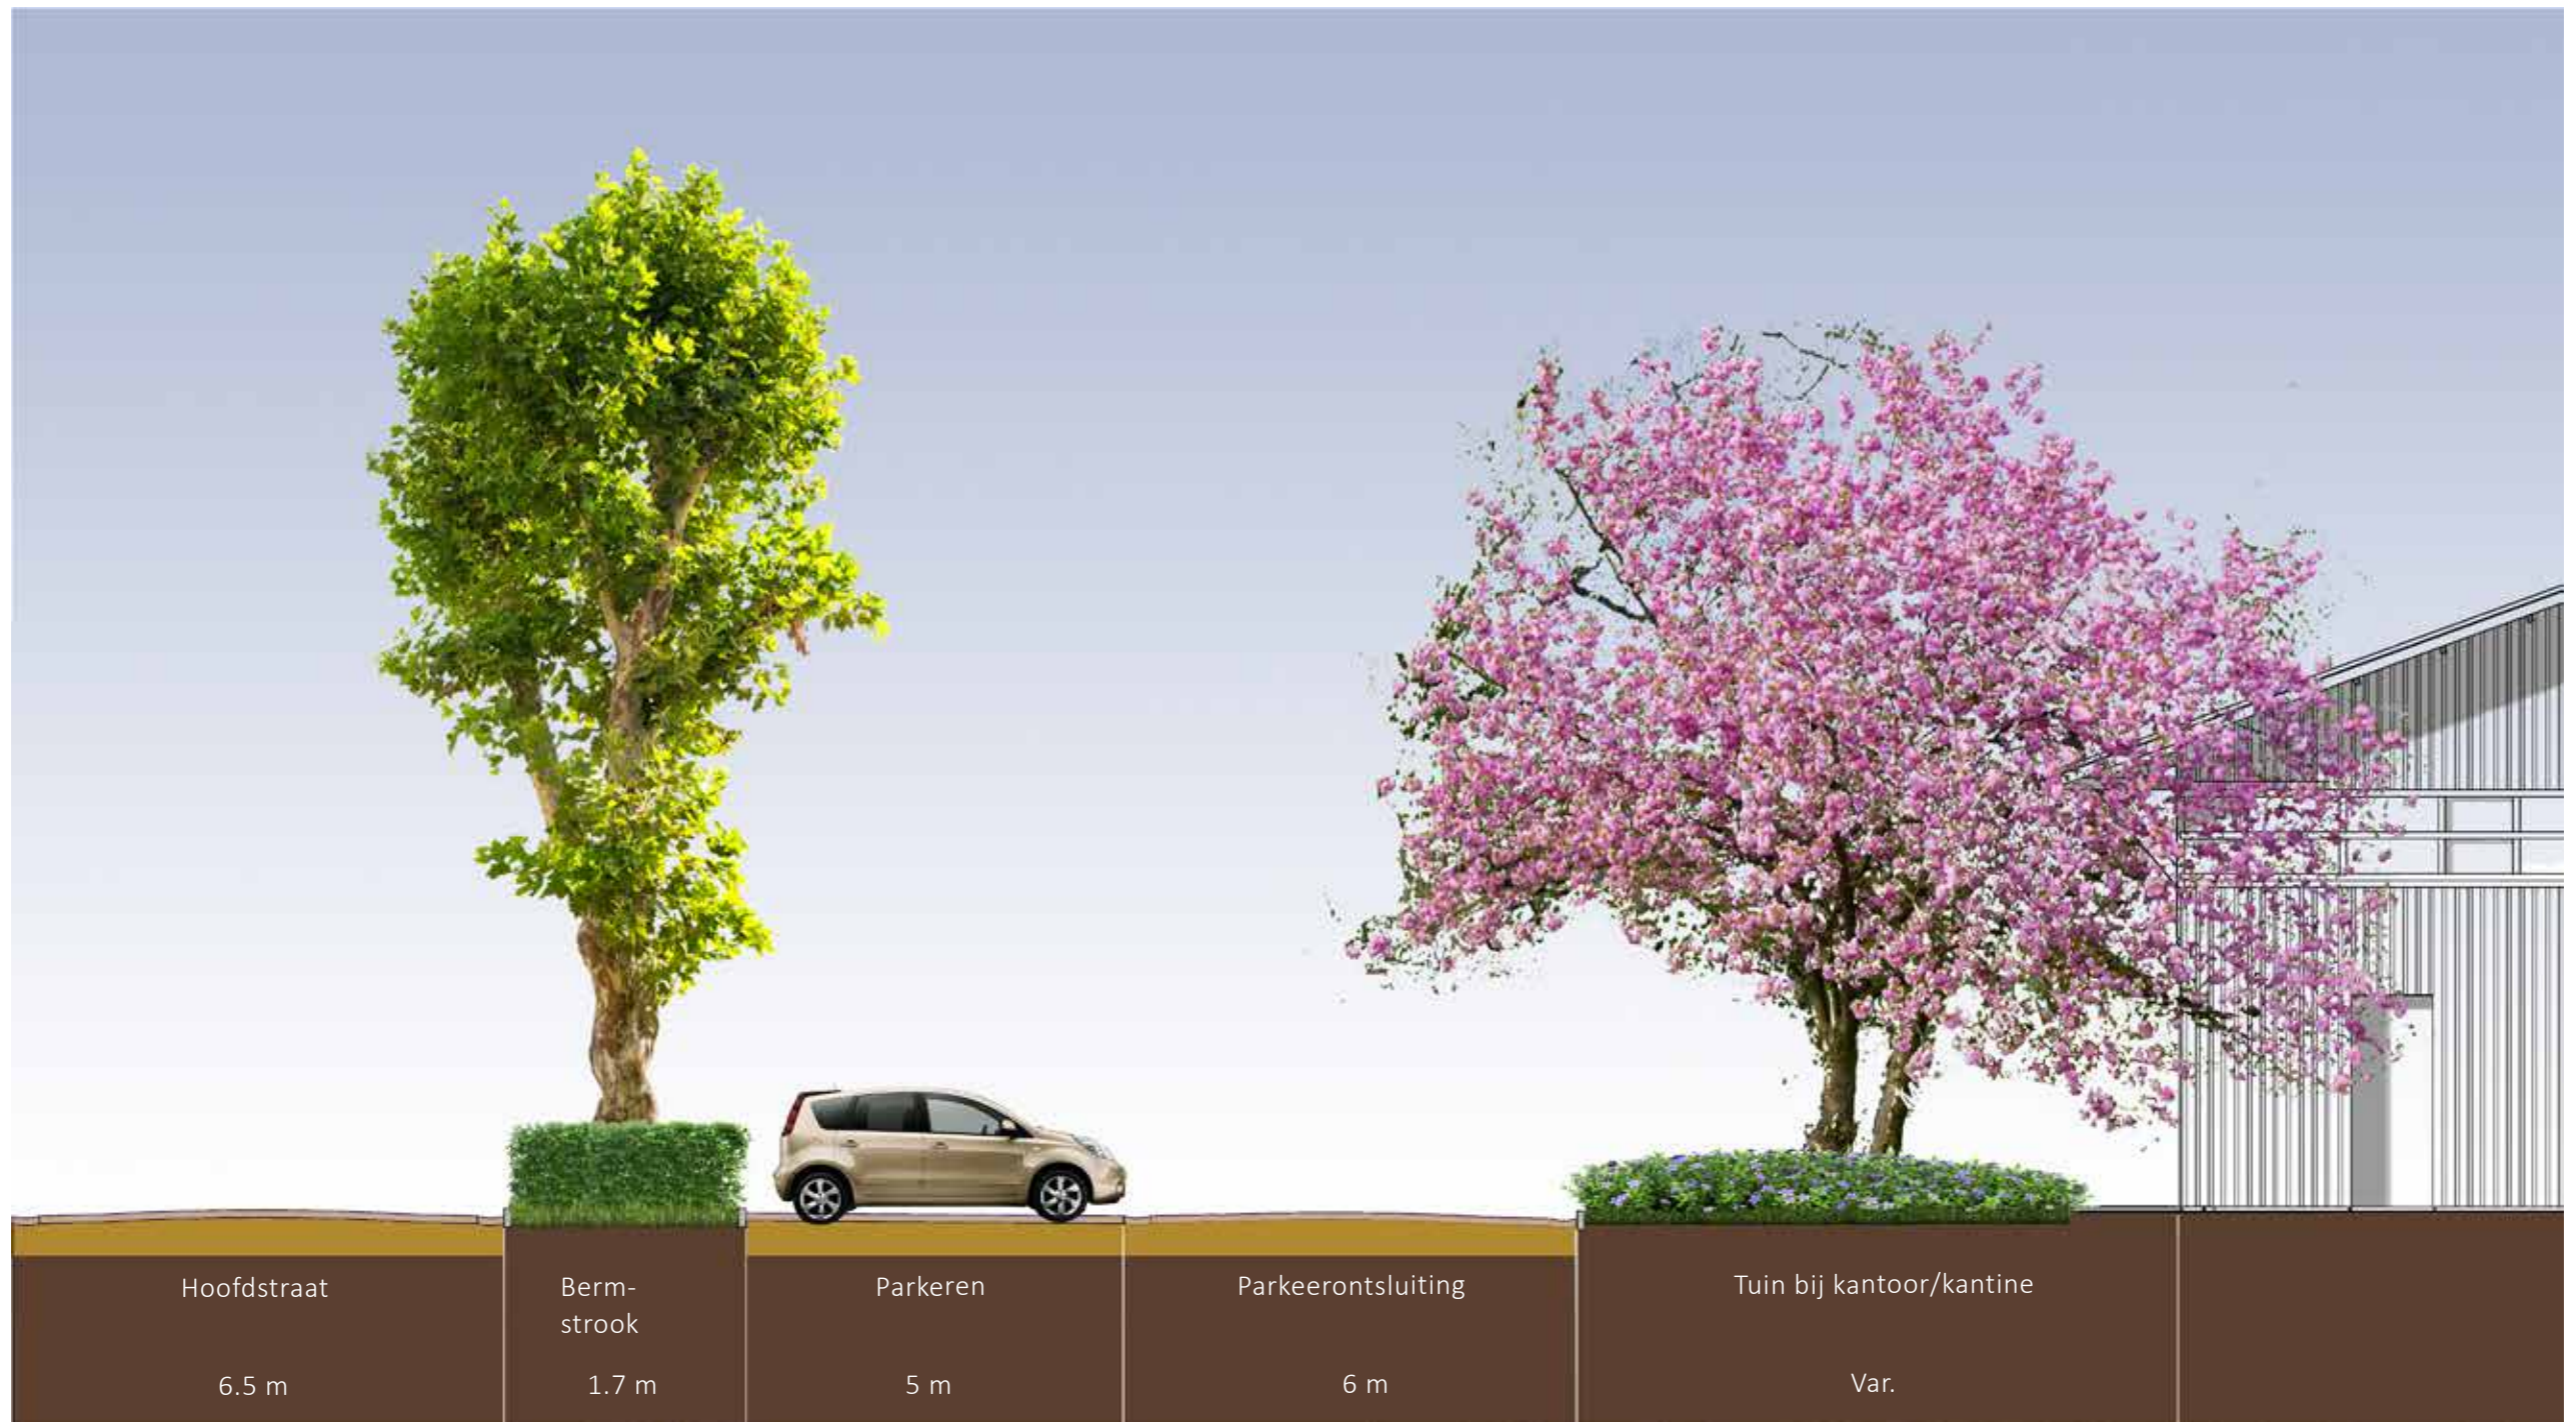 Hoofdstraat
6.5 m
Berm-
strook
1.7 m
Parkeren
5 m
Parkeerontsluiting
6 m
Tuin bij kantoor/kantine
Var.